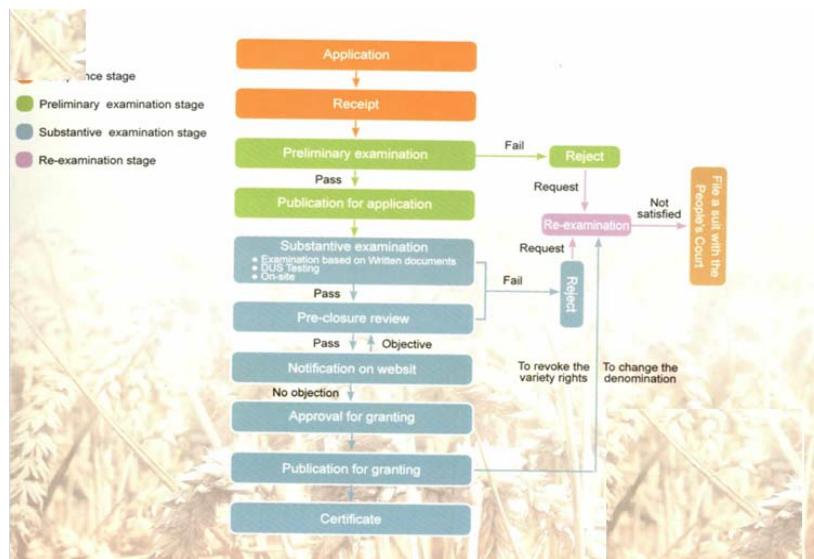 Application
stage
Preliminary examination stage
Substantive examination stage
Re-examination stage
Receipt
Preliminary examination
Fail
Reject
Pass
Request
Publication for application
Re-examination
Not
satisfied
File a suit with the
People's Court
Substantive examination
Examination based on Written documents
DUS Testing
On-site
Request
Fail
Reject
Pass
Pre-closure review
Pass
Objective
Notification on websit
To revoke the
variety rights
To change the
denomination
No objection
Approval for granting
Publication for granting
Certificate